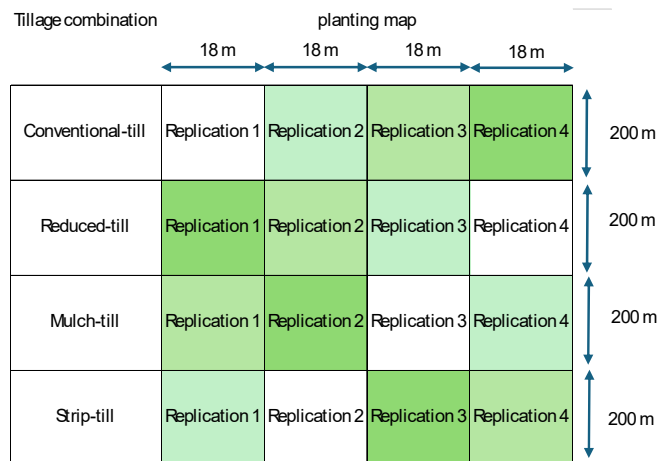 Tillage combination planting map
18 m 18 m 18 m 18 m
Conventional-till Replication 1 Replication 2 Replication 3 Replication 4 200 m
Reduced-till Replication 1 Replication 2 Replication 3 Replication 4 200 m
Mulch-till Replication 1 Replication 2 Replication 3 Replication 4 200 m
Strip-till Replication 1 Replication 2 Replication 3 Replication 4 200 m